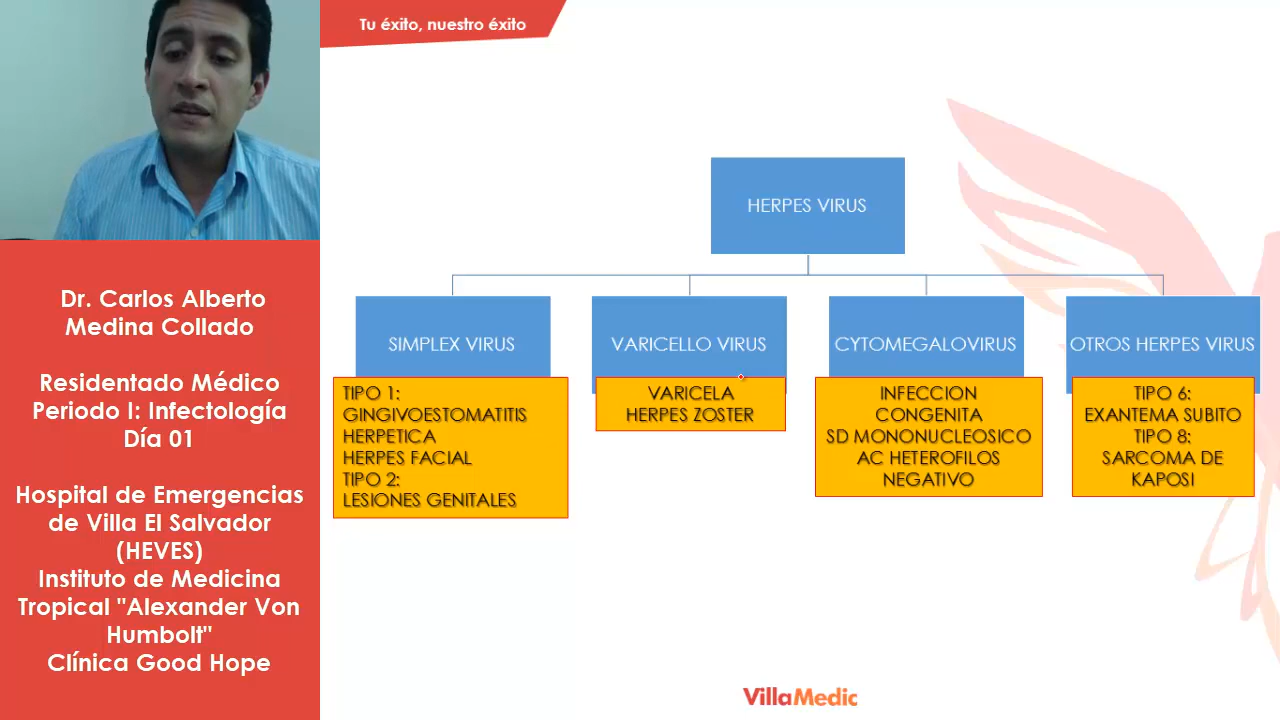 Tu éxito, nuestro éxito
Dr. Carlos Alberto
Medina Collado
Residentado Médico
Periodo I: Infectología
Día 01
Hospital de Emergencias
de Villa El Salvador
(HEVES)
Instituto de Medicina
Tropical "Alexander Von
Humbolt"
Clínica Good Hope
HERPES VIRUS
SIMPLEX VIRUS
TIPO 1:
GINGIVOESTOMATITIS
HERPETICA
HERPES FACIAL
TIPO 2:
LESIONES GENITALES
VARICELLO VIRUS
VARICELA
HERPES ZOSTER
CYTOMEGALOVIRUS
INFECCION
CONGENITA
SD MONONUCLEOSICO
AC HETEROFILOS
NEGATIVO
OTROS HERPES VIRUS
TIPO 6:
EXANTEMA SUBITO
TIPO 8:
SARCOMA DE
KAPOSI
VillaMedic